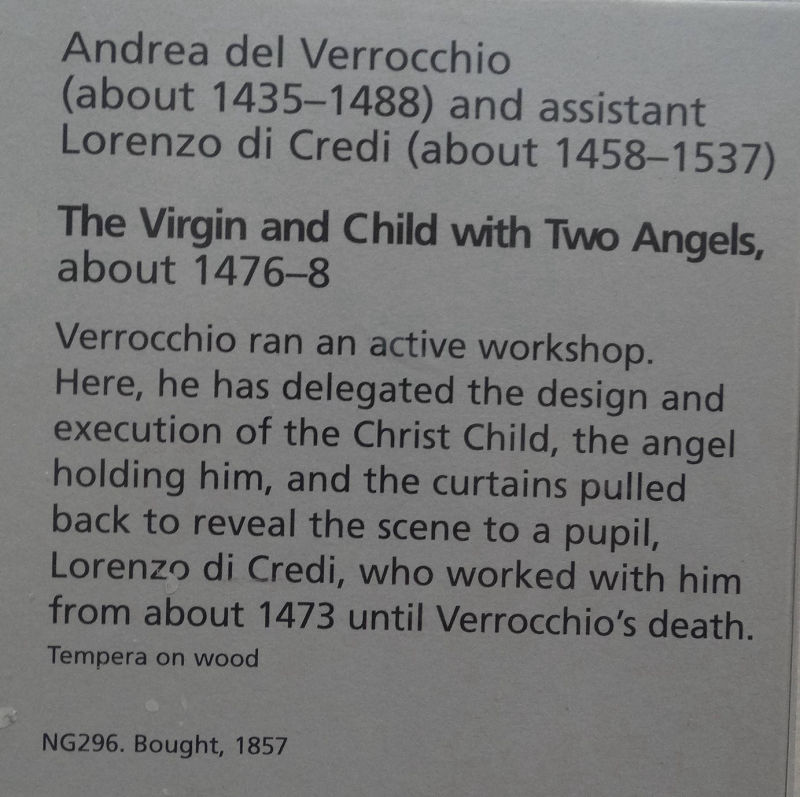 Andrea del Verrocchio
(about 1435–1488) and assistant
Lorenzo di Credi (about 1458–1537)
The Virgin and Child with Two Angels,
about 1476–8
Verrocchio ran an active workshop.
Here, he has delegated the design and
execution of the Christ Child, the angel
holding him, and the curtains pulled
back to reveal the scene to a pupil,
Lorenzo di Credi, who worked with him
from about 1473 until Verrocchio's death.
Tempera on wood
NG296. Bought, 1857